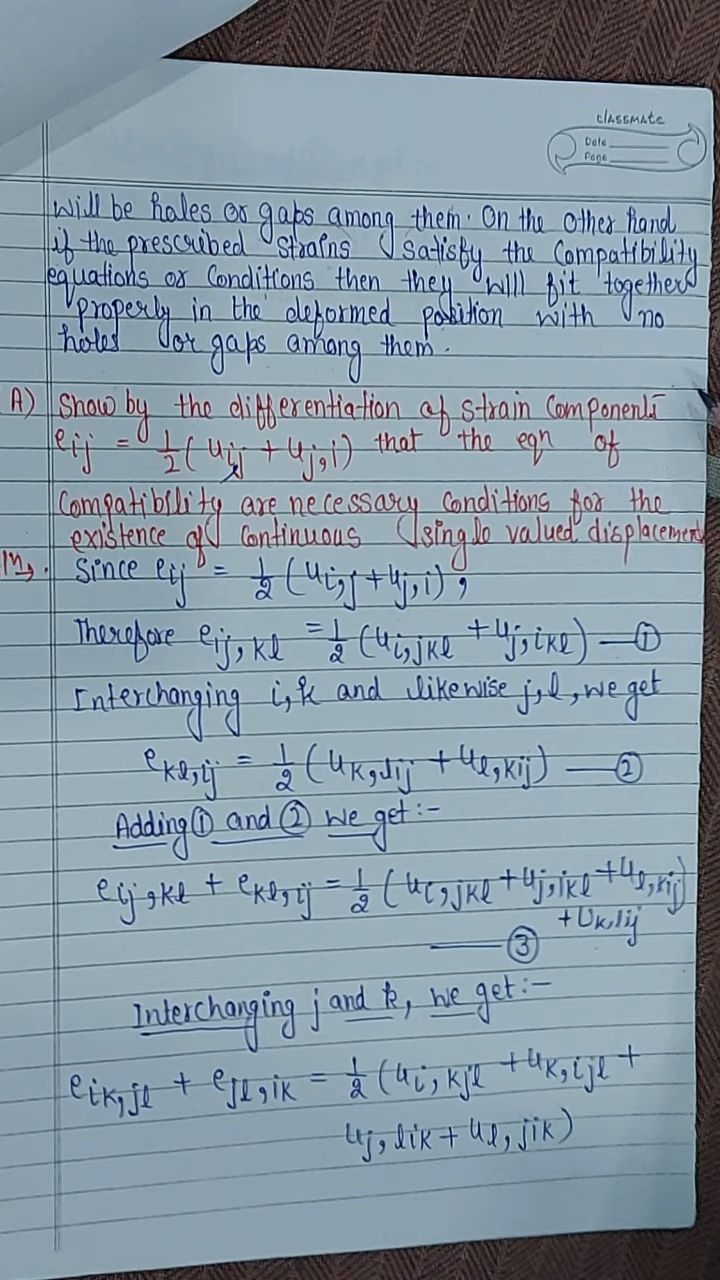 classmate
Date
Page
will be holes or gaps among them. On the other hand
if the prescribed strains satisfy the Compatibility
equations or Conditions then they will fit together
properly in the deformed position with no
holes or gaps among them.
A) Show by the differentiation of strain Components
eij = 1/2 (ui,j + uj,i) that the eqn of
Compatibility are necessary Conditions for the
existence of Continuous single valued displacement
Since eij = 1/2 (ui,j + uj,i),
Therefore eij,kl = 1/2 (ui,jkl + uj,ikl) — ①
Interchanging i,k and likewise j,l, we get
ekl,ij = 1/2 (uk,lij + ul,kij) — ②
Adding ① and ② we get:-
eij,kl + ekl,ij = 1/2 (ui,jkl + uj,ikl + ul,kij)
+ uk,lij
— ③
Interchanging j and k, we get:-
eik,jl + ejl,ik = 1/2 (ui,kjl + uk,ijl +
uj,lik + ul,jik)